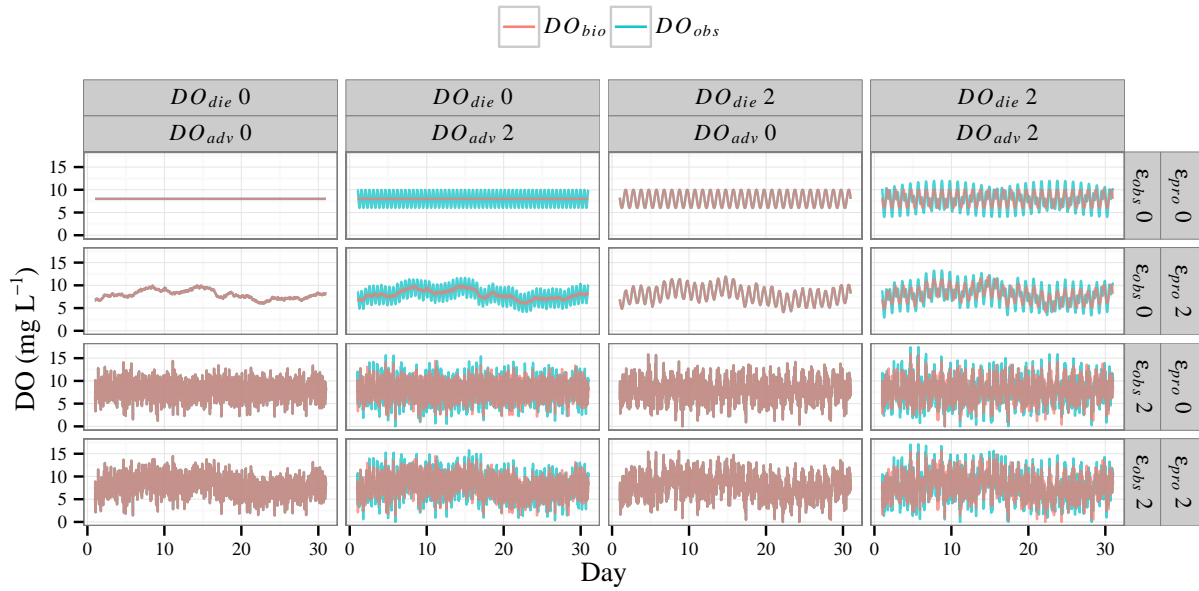 DO_bio DO_obs
DO_die 0 DO_die 0 DO_die 2 DO_die 2
DO_adv 0 DO_adv 2 DO_adv 0 DO_adv 2
15
10
5
0
ε_obs 0 ε_pro 0
15
10
5
0
ε_obs 0 ε_pro 2
15
10
5
0
ε_obs 2 ε_pro 0
15
10
5
0
ε_obs 2 ε_pro 2
DO (mg L⁻¹)
0 10 20 30 0 10 20 30 0 10 20 30 0 10 20 30
Day